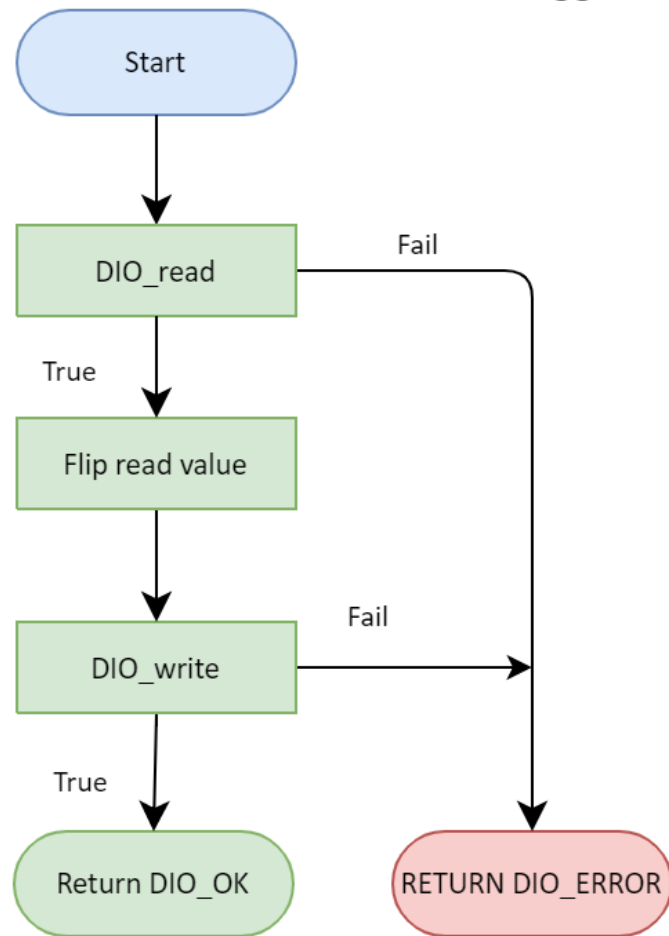 Start
DIO_read
Fail
True
Flip read value
Fail
DIO_write
True
Return DIO_OK
RETURN DIO_ERROR